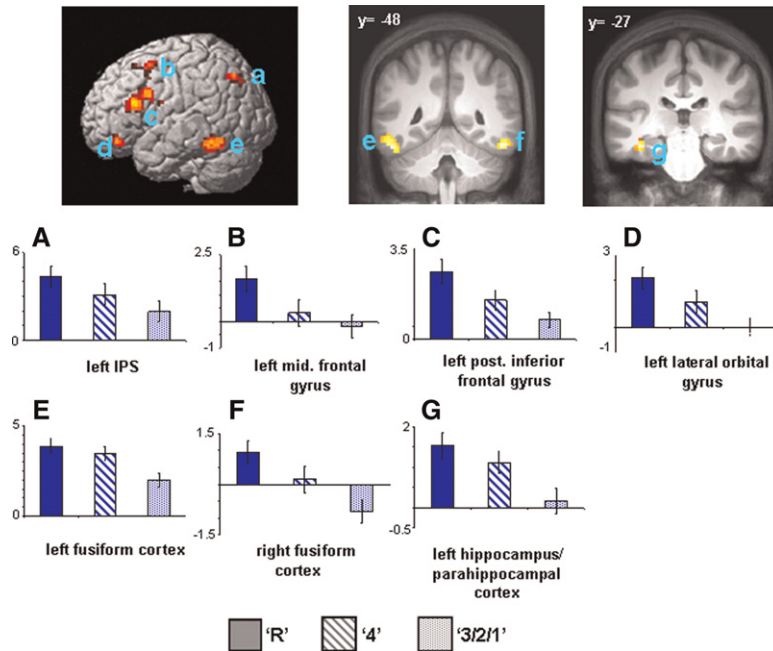 y= -48
y= -27
a
b
c
d
e
e
f
g
A
B
C
D
6
0
2.5
-1
3.5
0
3
-1
left IPS
left mid. frontal
gyrus
left post. inferior
frontal gyrus
left lateral orbital
gyrus
E
F
G
5
0
1.5
-1.5
2
-0.5
left fusiform cortex
right fusiform
cortex
left hippocampus/
parahippocampal
cortex
'R'
'4'
'3/2/1'